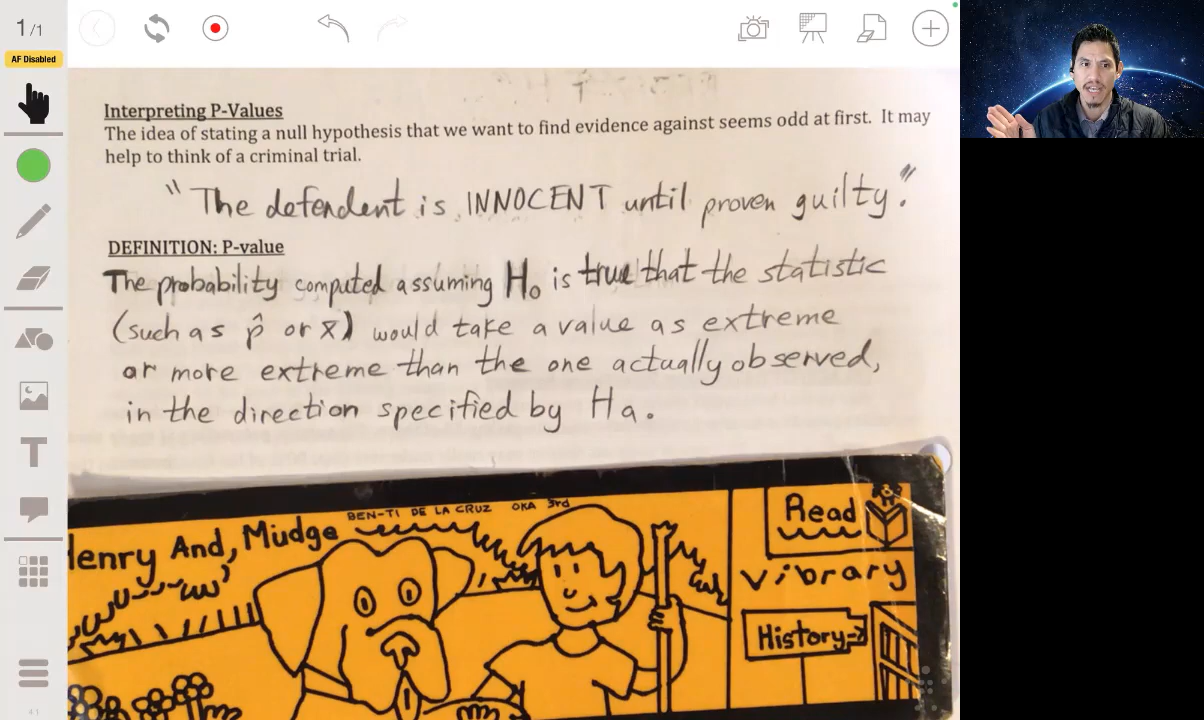 1/1
AF Disabled
Interpreting P-Values
The idea of stating a null hypothesis that we want to find evidence against seems odd at first. It may
help to think of a criminal trial.
"The defendent is INNOCENT until proven guilty."
DEFINITION: P-value
The probability computed assuming H₀ is true that the statistic
(such as p̂ or x̄) would take a value as extreme
or more extreme than the one actually observed,
in the direction specified by Ha.
BEN-TI DE LA CRUZ OKA 3rd
Henry And, Mudge
Read
Library
History→
T